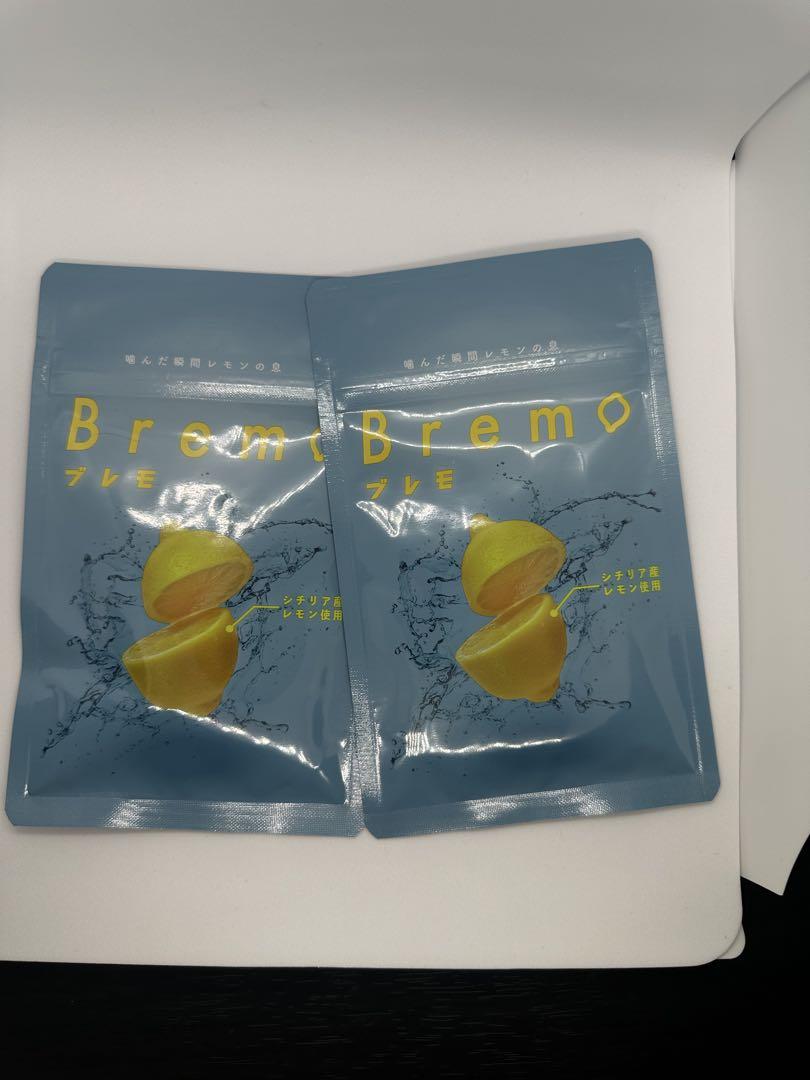 噛んだ瞬間レモンの息
Bremo
ブレモ
シチリア産
レモン使用
噛んだ瞬間レモンの息
Bremo
ブレモ
シチリア産
レモン使用